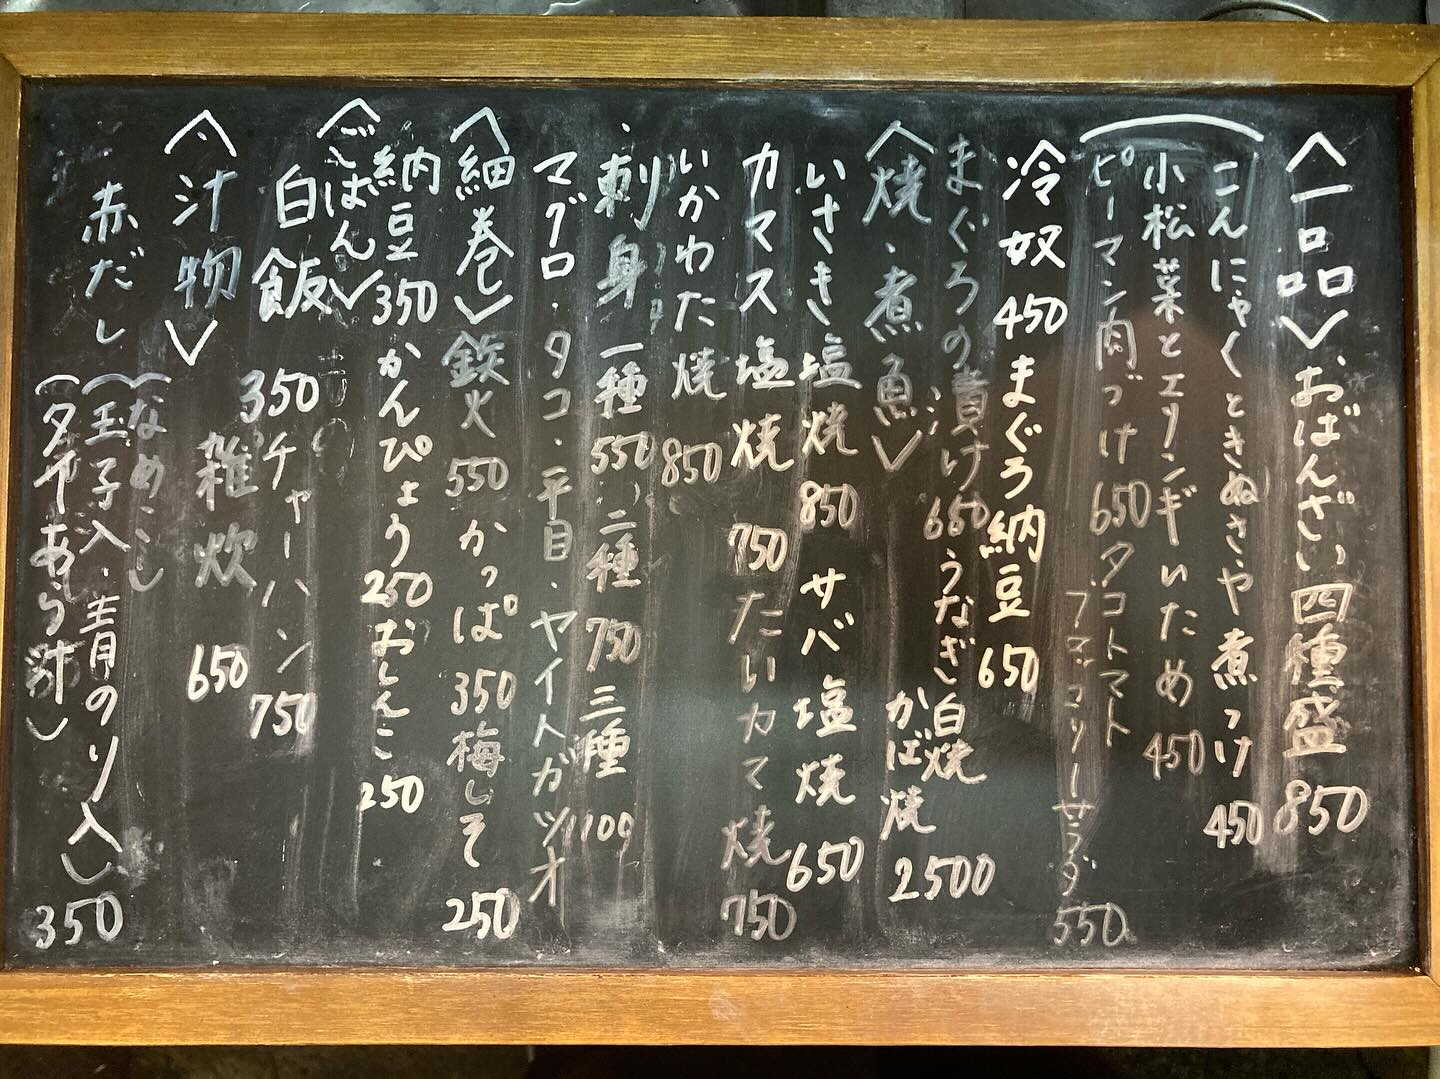 〈一品〉・おばんざい四種盛 850
こんにゃくときぬさや煮つけ 450
小松菜とエリンギいため 450
ピーマン肉づけ 650 タコトマトブロッコリーサラダ 550
冷奴 450 まぐろ納豆 650
まぐろの漬け 650 うなぎ白焼 かば焼 2500
〈焼・煮魚〉
いさき塩焼 850 サバ塩焼 650
カマス塩焼 750 たいカマ焼 750
いかわた焼 850
・刺身 一種 550 二種 750 三種 1100
マグロ・タコ・平目・ヤイトガツオ
〈細巻〉鉄火 550 かっぱ 350 梅しそ 250
納豆 350 かんぴょう 250 おしんこ 250
〈ごはん〉
白飯 350 チャーハン 750
雑炊 650
〈汁物〉
赤だし
(なめこ)
(玉子入・青のり入)
(タイあら汁) 350